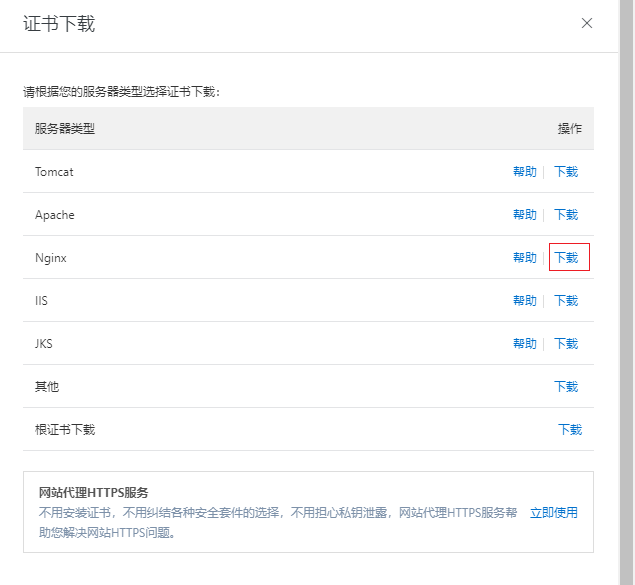 证书下载
请根据您的服务器类型选择证书下载：
服务器类型 操作
Tomcat 帮助 下载
Apache 帮助 下载
Nginx 帮助 下载
IIS 帮助 下载
JKS 帮助 下载
其他 下载
根证书下载 下载
网站代理HTTPS服务
不用安装证书，不用纠结各种安全套件的选择，不用担心私钥泄露，网站代理HTTPS服务帮 立即使用
助您解决网站HTTPS问题。